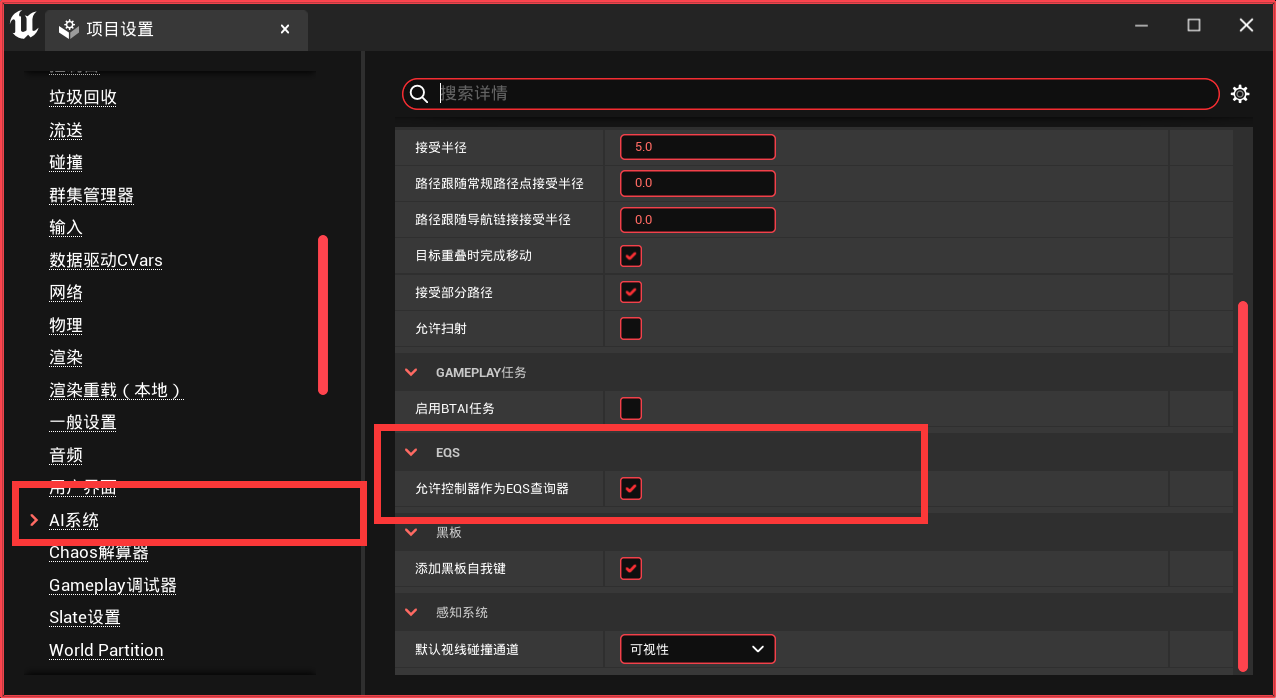 项目设置
垃圾回收
流送
碰撞
群集管理器
输入
数据驱动CVars
网络
物理
渲染
渲染重载（本地）
一般设置
音频
用户界面
AI系统
Chaos解算器
Gameplay调试器
Slate设置
World Partition
搜索详情
接受半径 5.0
路径跟随常规路径点接受半径 0.0
路径跟随导航链接接受半径 0.0
目标重叠时完成移动
接受部分路径
允许扫射
GAMEPLAY任务
启用BTAI任务
EQS
允许控制器作为EQS查询器
黑板
添加黑板自我键
感知系统
默认视线碰撞通道 可视性